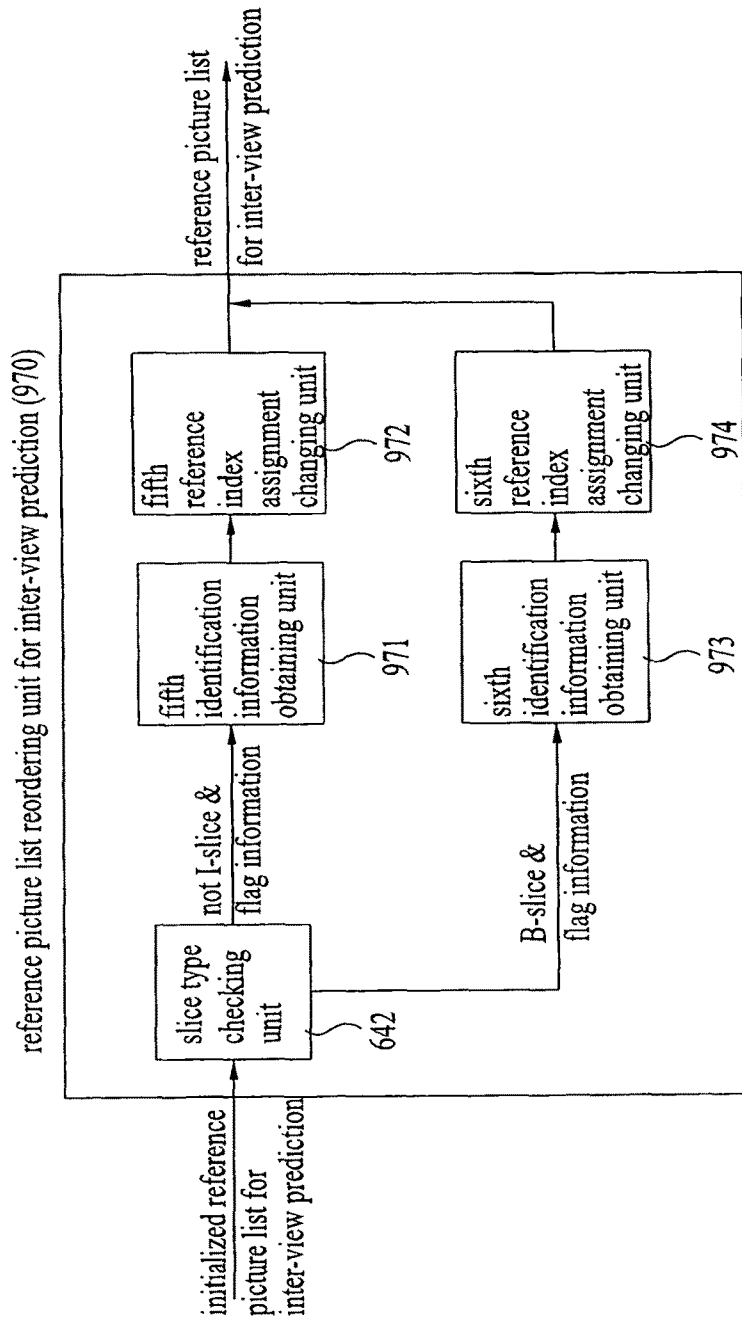 reference picture list reordering unit for inter-view prediction (970)
initialized reference
picture list for
inter-view prediction
slice type
checking
unit
642
not I-slice &
flag information
fifth
identification
information
obtaining unit
971
fifth
reference
index
assignment
changing unit
972
reference picture list
for inter-view prediction
B-slice &
flag information
sixth
identification
information
obtaining unit
973
sixth
reference
index
assignment
changing unit
974